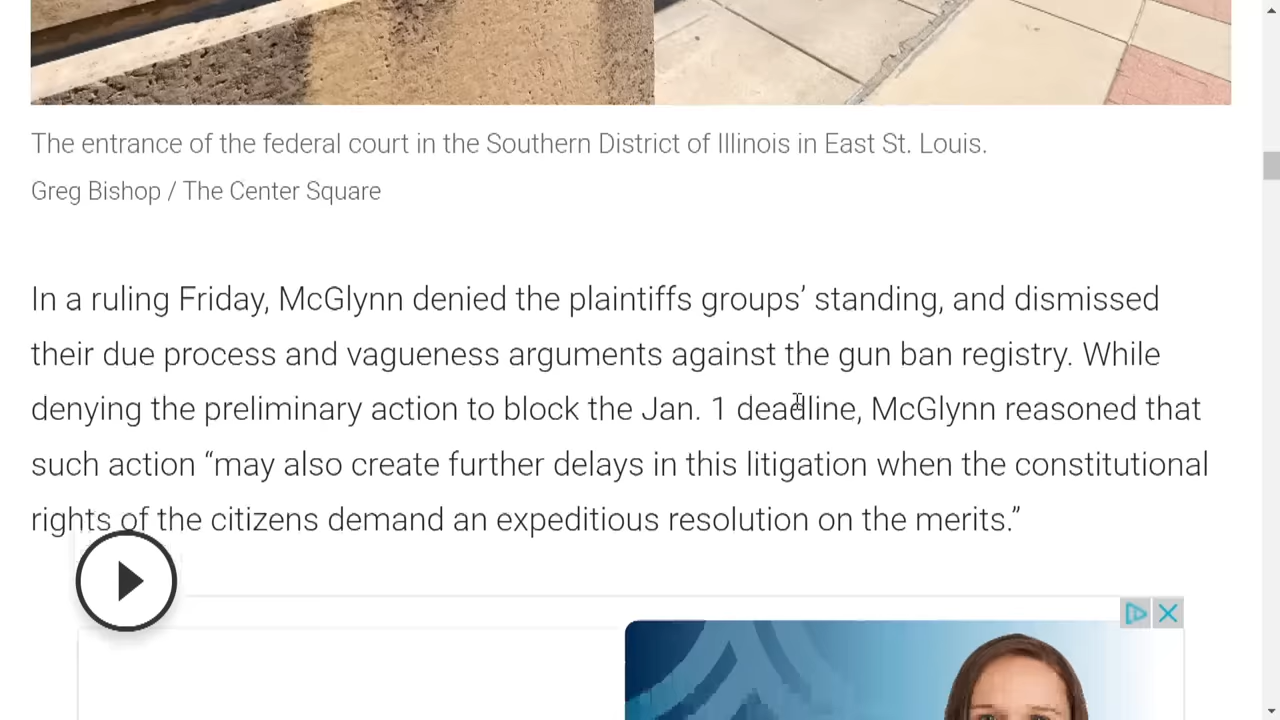 The entrance of the federal court in the Southern District of Illinois in East St. Louis.
Greg Bishop / The Center Square
In a ruling Friday, McGlynn denied the plaintiffs groups’ standing, and dismissed
their due process and vagueness arguments against the gun ban registry. While
denying the preliminary action to block the Jan. 1 deadline, McGlynn reasoned that
such action “may also create further delays in this litigation when the constitutional
rights of the citizens demand an expeditious resolution on the merits.”